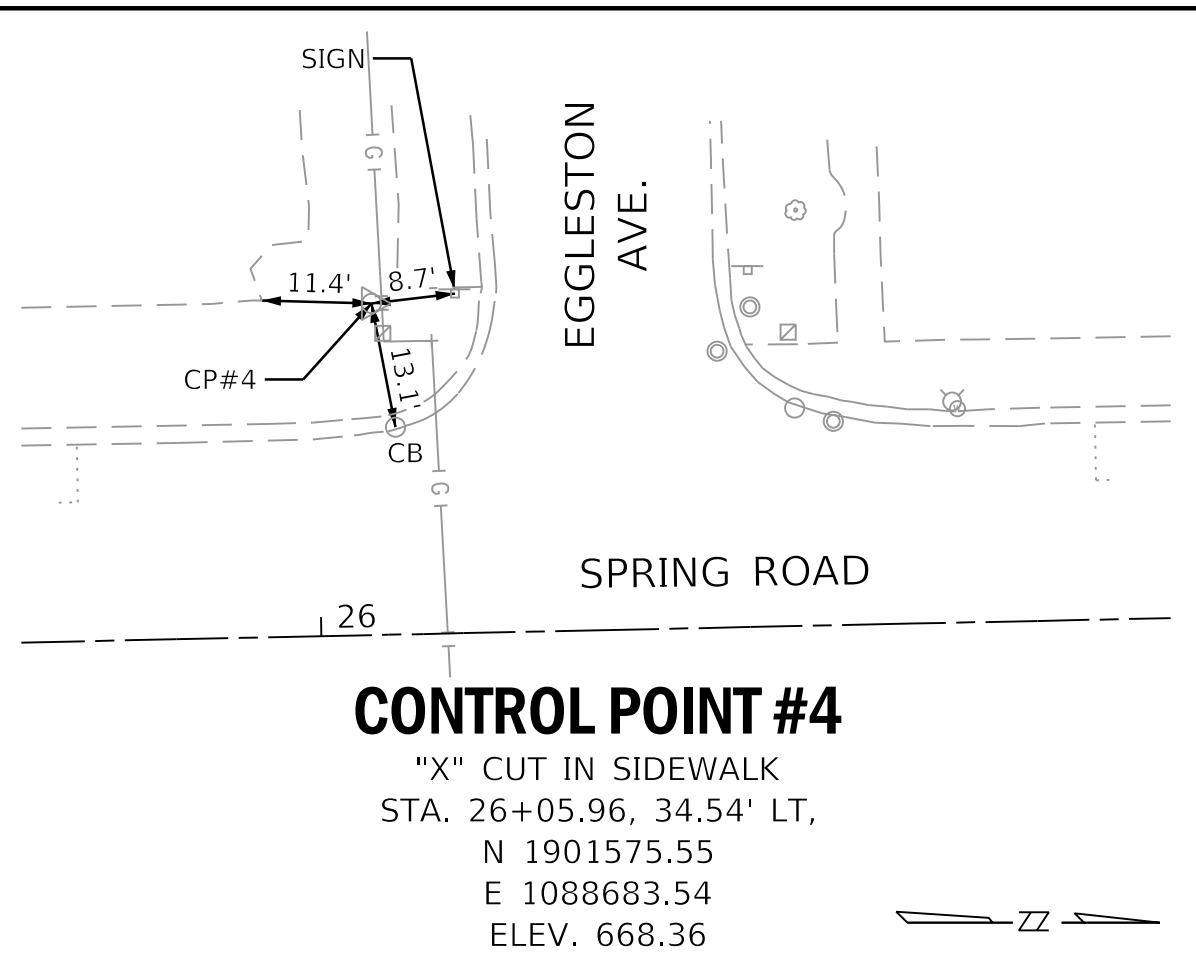 SIGN
G
EGGLESTON
AVE.
11.4'
8.7'
CP#4
13.1'
CB
G
SPRING ROAD
26
CONTROL POINT #4
"X" CUT IN SIDEWALK
STA. 26+05.96, 34.54' LT,
N 1901575.55
E 1088683.54
ELEV. 668.36